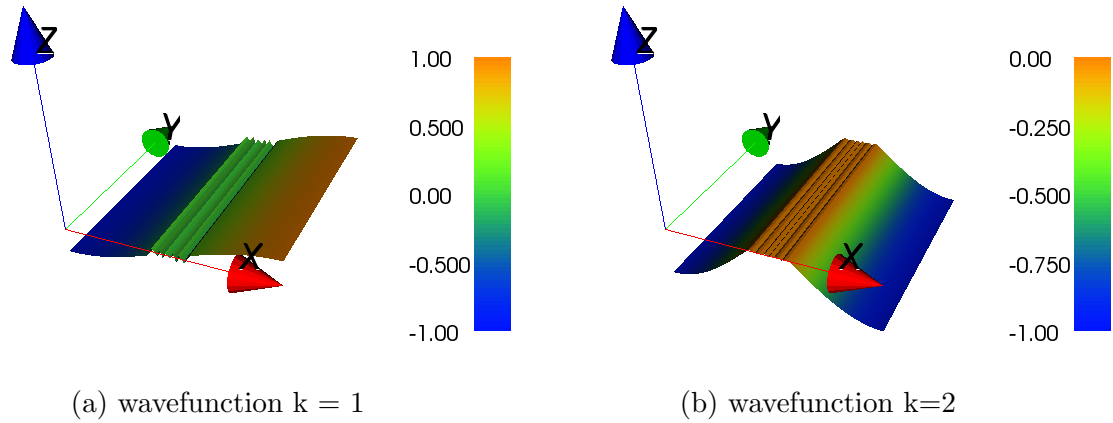 Z
Y
X
1.00
0.500
0.00
-0.500
-1.00
(a) wavefunction k = 1
Z
Y
X
0.00
-0.250
-0.500
-0.750
-1.00
(b) wavefunction k=2